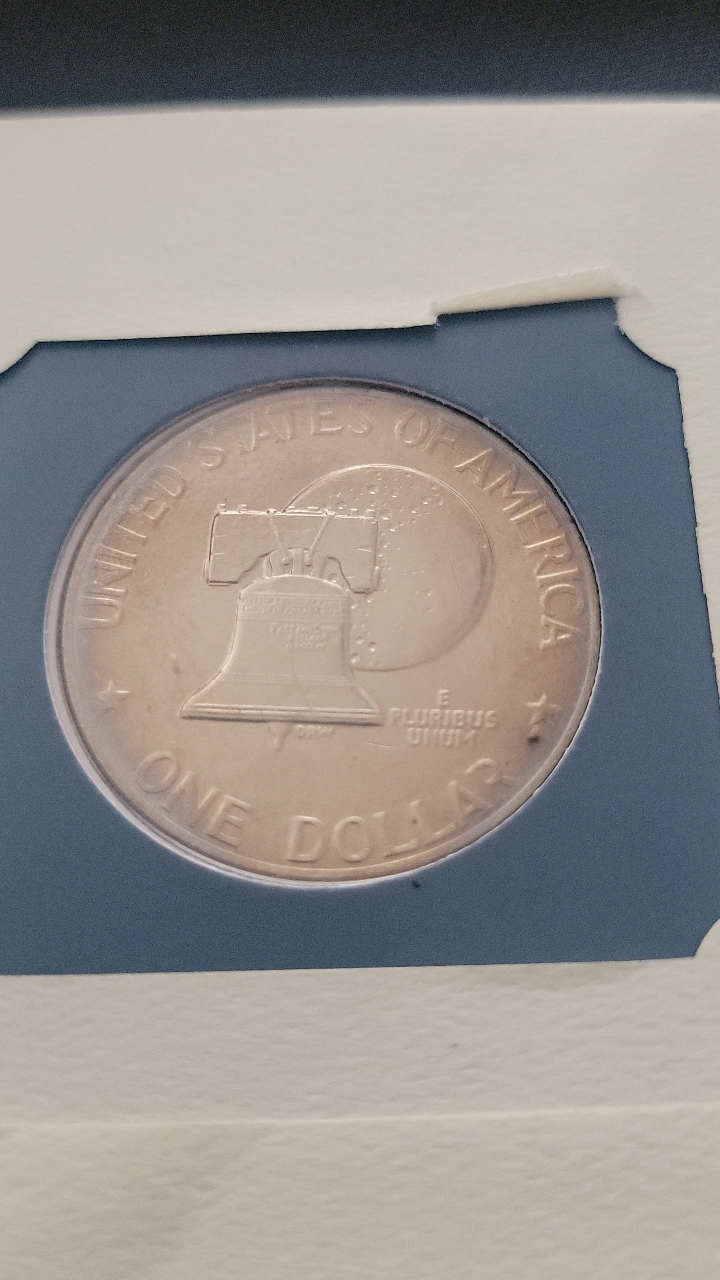 UNITED STATES OF AMERICA
E
PLURIBUS
UNUM
ONE DOLLAR